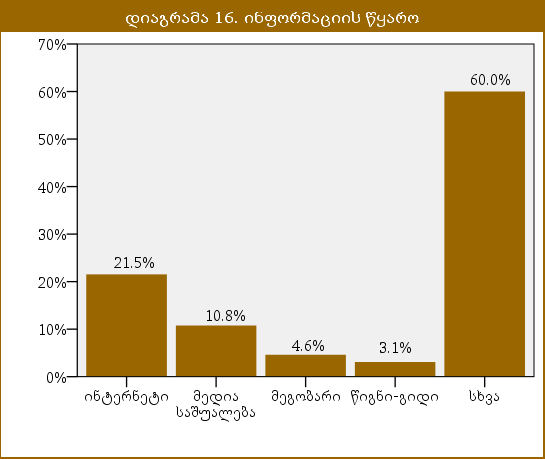 დიაგრამა 16. ინფორმაციის წყარო
70%
60%
50%
40%
30%
20%
10%
0%
21.5%
10.8%
4.6%
3.1%
60.0%
ინტერნეტი
მედია
საშუალება
მეგობარი
წიგნი-გიდი
სხვა